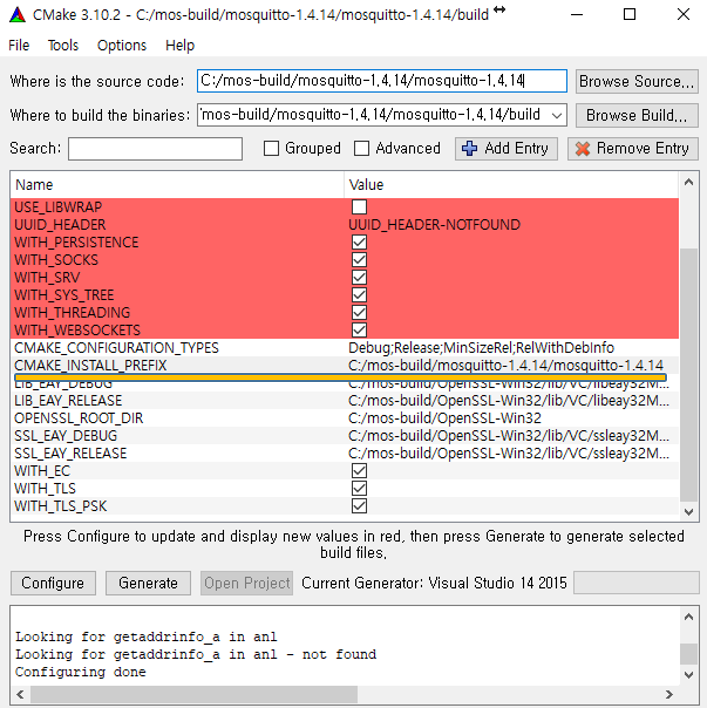 CMake 3.10.2 - C:/mos-build/mosquitto-1.4.14/mosquitto-1.4.14/build
File Tools Options Help
Where is the source code: C:/mos-build/mosquitto-1.4.14/mosquitto-1.4.14 Browse Source...
Where to build the binaries: mos-build/mosquitto-1.4.14/mosquitto-1.4.14/build Browse Build...
Search: Grouped Advanced Add Entry Remove Entry
Name Value
USE_LIBWRAP
UUID_HEADER UUID_HEADER-NOTFOUND
WITH_PERSISTENCE
WITH_SOCKS
WITH_SRV
WITH_SYS_TREE
WITH_THREADING
WITH_WEBSOCKETS
CMAKE_CONFIGURATION_TYPES Debug;Release;MinSizeRel;RelWithDebInfo
CMAKE_INSTALL_PREFIX C:/mos-build/mosquitto-1.4.14/mosquitto-1.4.14
LIB_EAY_DEBUG C:/mos-build/OpenSSL-Win32/lib/VC/libeay32M...
LIB_EAY_RELEASE C:/mos-build/OpenSSL-Win32/lib/VC/libeay32M...
OPENSSL_ROOT_DIR C:/mos-build/OpenSSL-Win32
SSL_EAY_DEBUG C:/mos-build/OpenSSL-Win32/lib/VC/ssleay32M...
SSL_EAY_RELEASE C:/mos-build/OpenSSL-Win32/lib/VC/ssleay32M...
WITH_EC
WITH_TLS
WITH_TLS_PSK
Press Configure to update and display new values in red, then press Generate to generate selected
build files.
Configure Generate Open Project Current Generator: Visual Studio 14 2015
Looking for getaddrinfo_a in anl
Looking for getaddrinfo_a in anl - not found
Configuring done